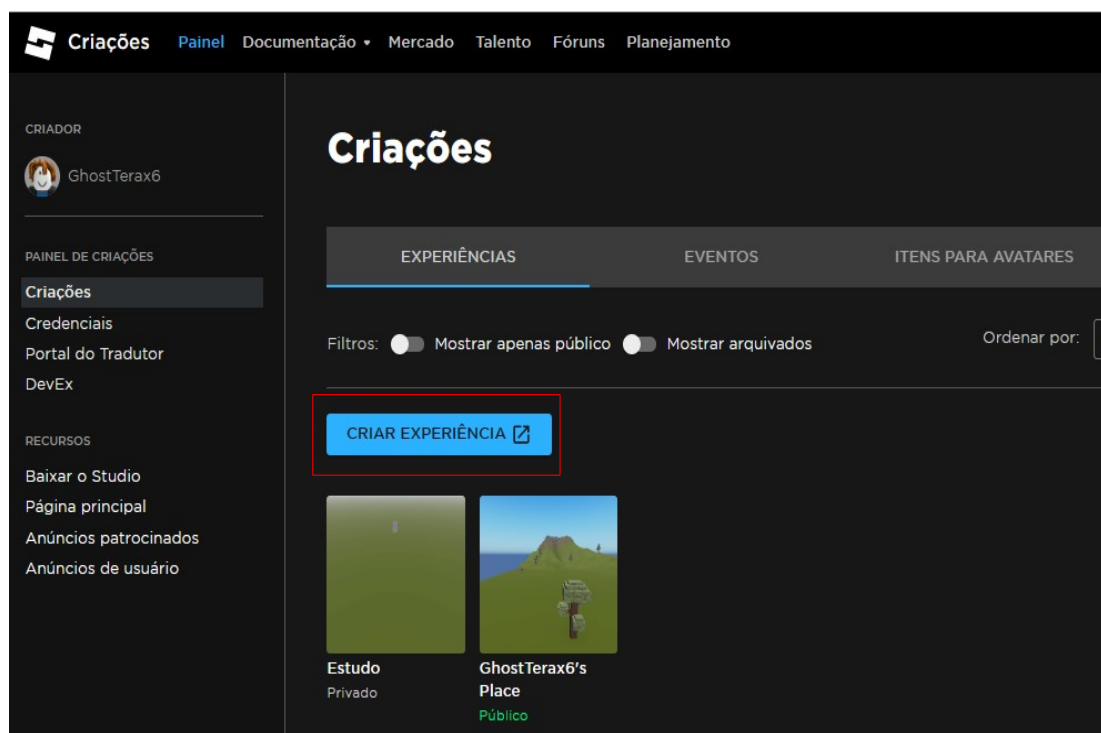 Criações Painel Documentação Mercado Talento Fóruns Planejamento
CRIADOR
GhostTerax6
PAINEL DE CRIAÇÕES
Criações
Credenciais
Portal do Tradutor
DevEx
RECURSOS
Baixar o Studio
Página principal
Anúncios patrocinados
Anúncios de usuário
Criações
EXPERIÊNCIAS EVENTOS ITENS PARA AVATARES
Filtros: Mostrar apenas público Mostrar arquivados Ordenar por:
CRIAR EXPERIÊNCIA
Estudo
Privado
GhostTerax6's
Place
Público